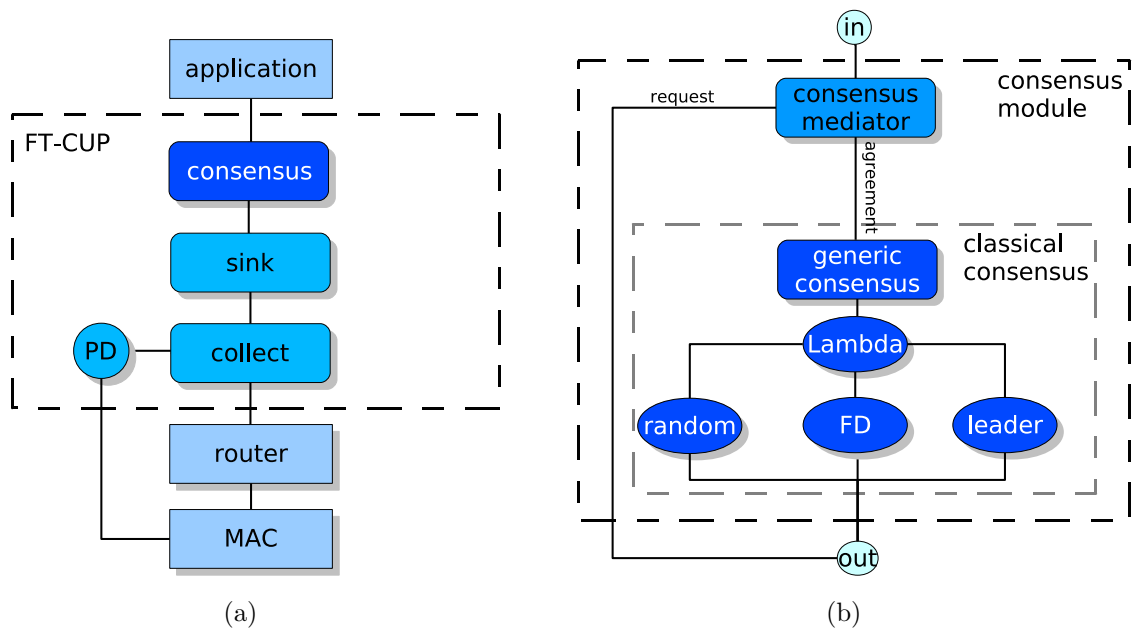 application
FT-CUP
consensus
sink
PD
collect
router
MAC
(a)
in
consensus
module
request
consensus
mediator
agreement
classical
consensus
generic
consensus
Lambda
random
FD
leader
out
(b)